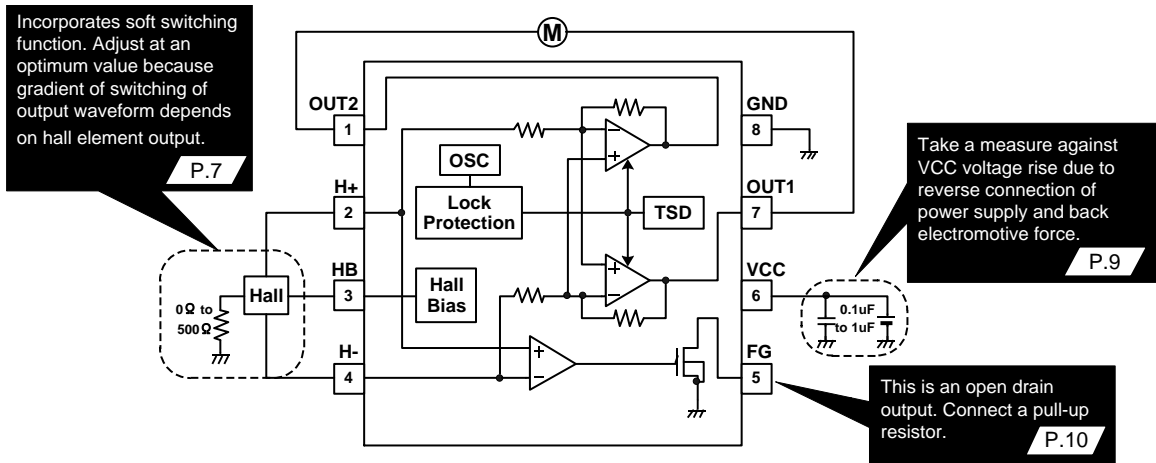 Incorporates soft switching
function. Adjust at an
optimum value because
gradient of switching of
output waveform depends
on hall element output.
P.7
M
OUT2
1
GND
8
OSC
Lock
Protection
TSD
H+
2
OUT1
7
Take a measure against
VCC voltage rise due to
reverse connection of
power supply and back
electromotive force.
P.9
HB
3
Hall
Bias
VCC
6
Hall
0Ω to
500Ω
0.1uF
to 1uF
H-
4
FG
5
This is an open drain
output. Connect a pull-up
resistor.
P.10